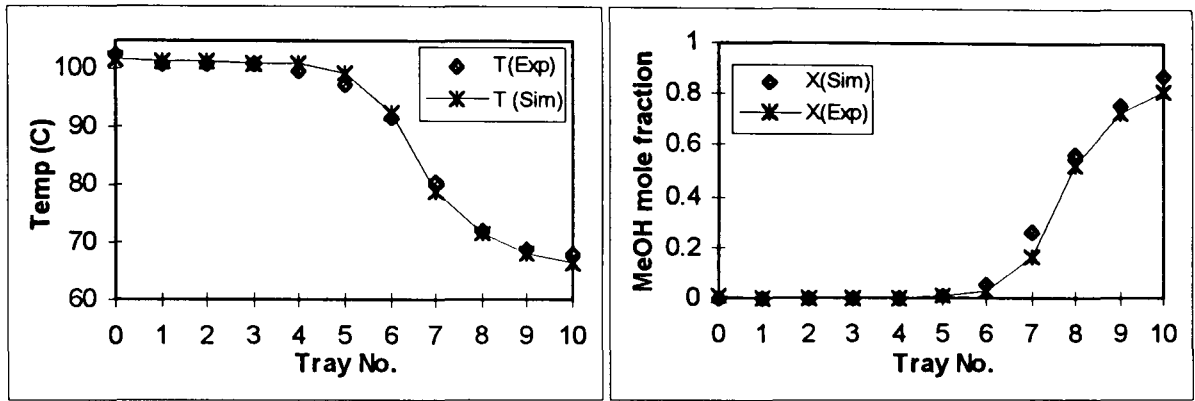 Temp (C)
100
90
80
70
60
T(Exp)
T (Sim)
0 1 2 3 4 5 6 7 8 9 10
Tray No.
MeOH mole fraction
1
0.8
0.6
0.4
0.2
0
X(Sim)
X(Exp)
0 1 2 3 4 5 6 7 8 9 10
Tray No.